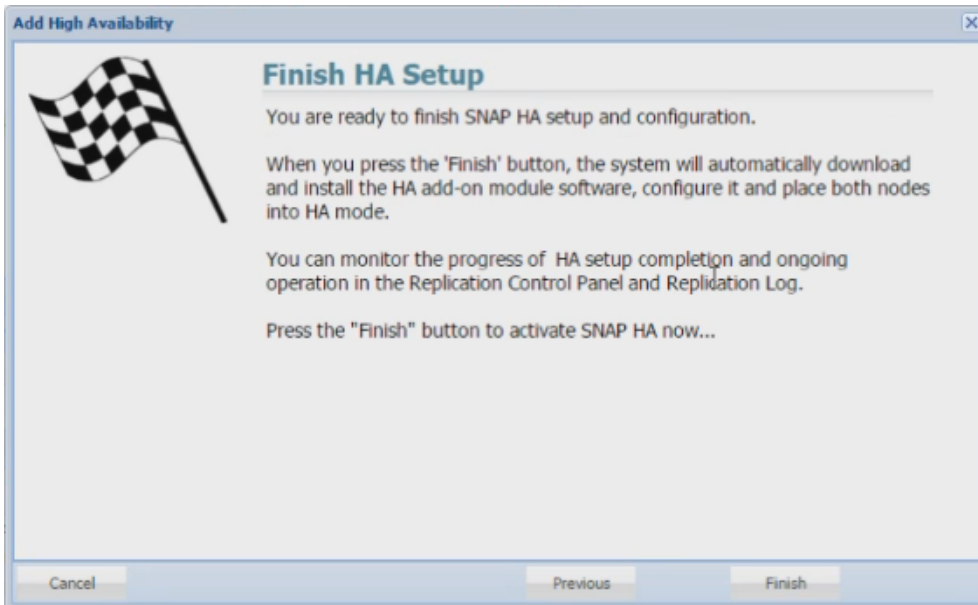 Add High Availability
Finish HA Setup
You are ready to finish SNAP HA setup and configuration.
When you press the 'Finish' button, the system will automatically download
and install the HA add-on module software, configure it and place both nodes
into HA mode.
You can monitor the progress of HA setup completion and ongoing
operation in the Replication Control Panel and Replication Log.
Press the "Finish" button to activate SNAP HA now...
Cancel
Previous
Finish